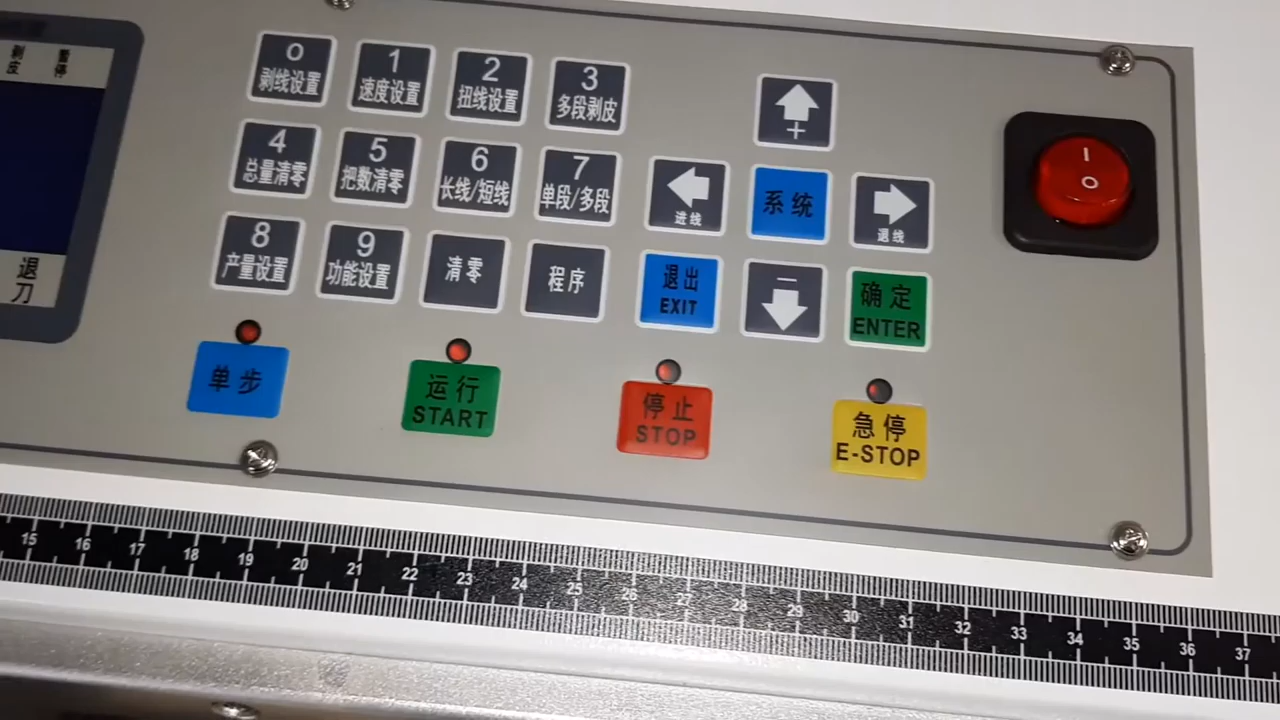 剥皮
暂停
退刀
0
剥线设置
1
速度设置
2
扭线设置
3
多段剥皮
+
4
总量清零
5
把数清零
6
长线/短线
7
单段/多段
进线
系统
退线
8
产量设置
9
功能设置
清零
程序
退出
EXIT
−
确定
ENTER
单步
运行
START
停止
STOP
急停
E-STOP
I
O
15 16 17 18 19 20 21 22 23 24 25 26 27 28 29 30 31 32 33 34 35 36 37